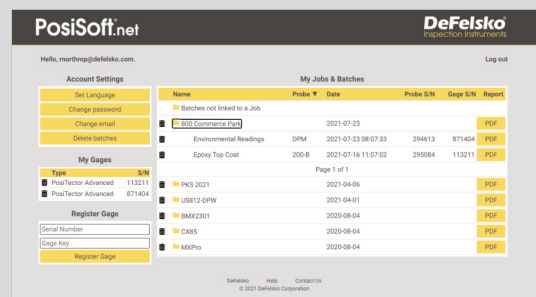 PosiSoft.net
DeFelsko
Inspection Instruments
Hello, rnorthrop@defelsko.com.
Log out
Account Settings
Set Language
Change password
Change email
Delete batches
My Gages
Type S/N
PosiTector Advanced 113211
PosiTector Advanced 871404
Register Gage
Serial Number
Gage Key
Register Gage
My Jobs & Batches
Name Probe ▼ Date Probe S/N Gage S/N Report
Batches not linked to a Job
800 Commerce Park 2021-07-23 PDF
Environmental Readings DPM 2021-07-23 08:07:33 294613 871404 PDF
Epoxy Top Coat 200-B 2021-07-16 11:07:02 295084 113211 PDF
Page 1 of 1
PKS 2021 2021-04-06 PDF
US812-DPW 2021-04-01 PDF
BMX2301 2020-08-04 PDF
CX85 2020-08-04 PDF
MXPro 2020-08-04 PDF
DeFelsko Help Contact Us
© 2021 DeFelsko Corporation